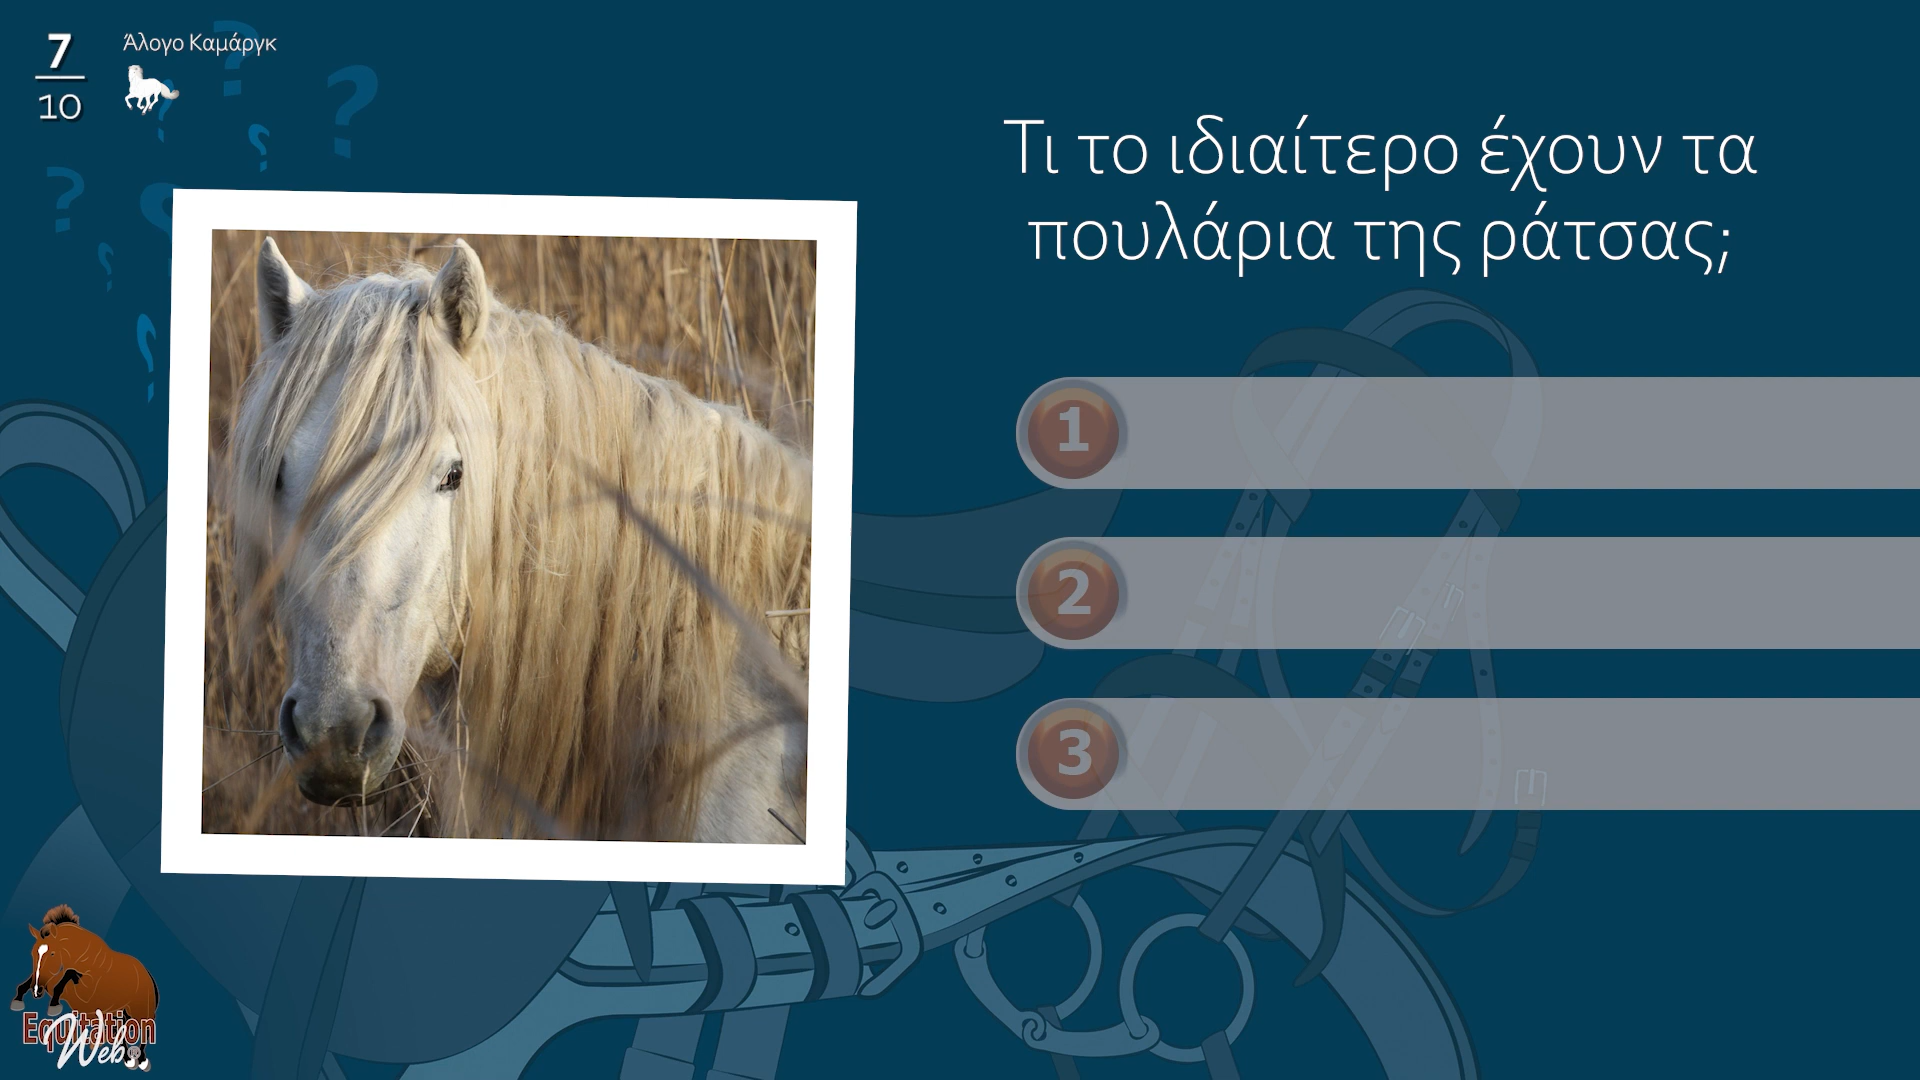 7
10
Άλογο Καμάργκ
Τι το ιδιαίτερο έχουν τα
πουλάρια της ράτσας;
1
2
3
Equitation
Web